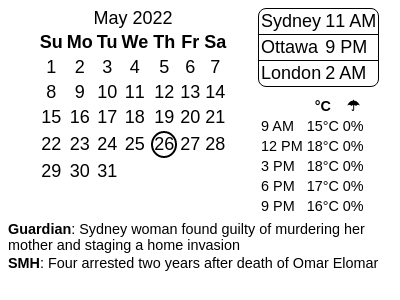 May 2022
Su Mo Tu We Th Fr Sa
1 2 3 4 5 6 7
8 9 10 11 12 13 14
15 16 17 18 19 20 21
22 23 24 25 26 27 28
29 30 31
Sydney 11 AM
Ottawa 9 PM
London 2 AM
°C ☂
9 AM 15°C 0%
12 PM 18°C 0%
3 PM 18°C 0%
6 PM 17°C 0%
9 PM 16°C 0%
Guardian: Sydney woman found guilty of murdering her
mother and staging a home invasion
SMH: Four arrested two years after death of Omar Elomar